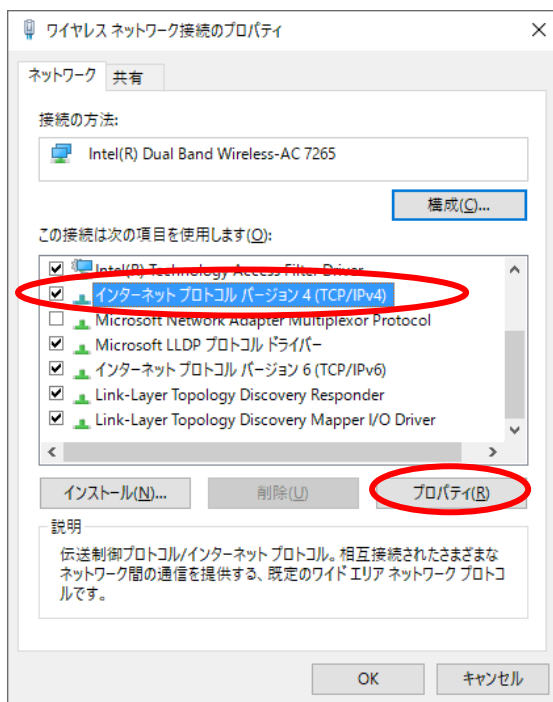 ワイヤレス ネットワーク接続のプロパティ
ネットワーク 共有
接続の方法:
Intel(R) Dual Band Wireless-AC 7265
構成(C)...
この接続は次の項目を使用します(O):
Intel(R) Technology Access Filter Driver
インターネット プロトコル バージョン 4 (TCP/IPv4)
Microsoft Network Adapter Multiplexor Protocol
Microsoft LLDP プロトコル ドライバー
インターネット プロトコル バージョン 6 (TCP/IPv6)
Link-Layer Topology Discovery Responder
Link-Layer Topology Discovery Mapper I/O Driver
インストール(N)... 削除(U) プロパティ(R)
説明
伝送制御プロトコル/インターネット プロトコル。相互接続されたさまざまな
ネットワーク間の通信を提供する、既定のワイド エリア ネットワーク プロトコ
ルです。
OK キャンセル